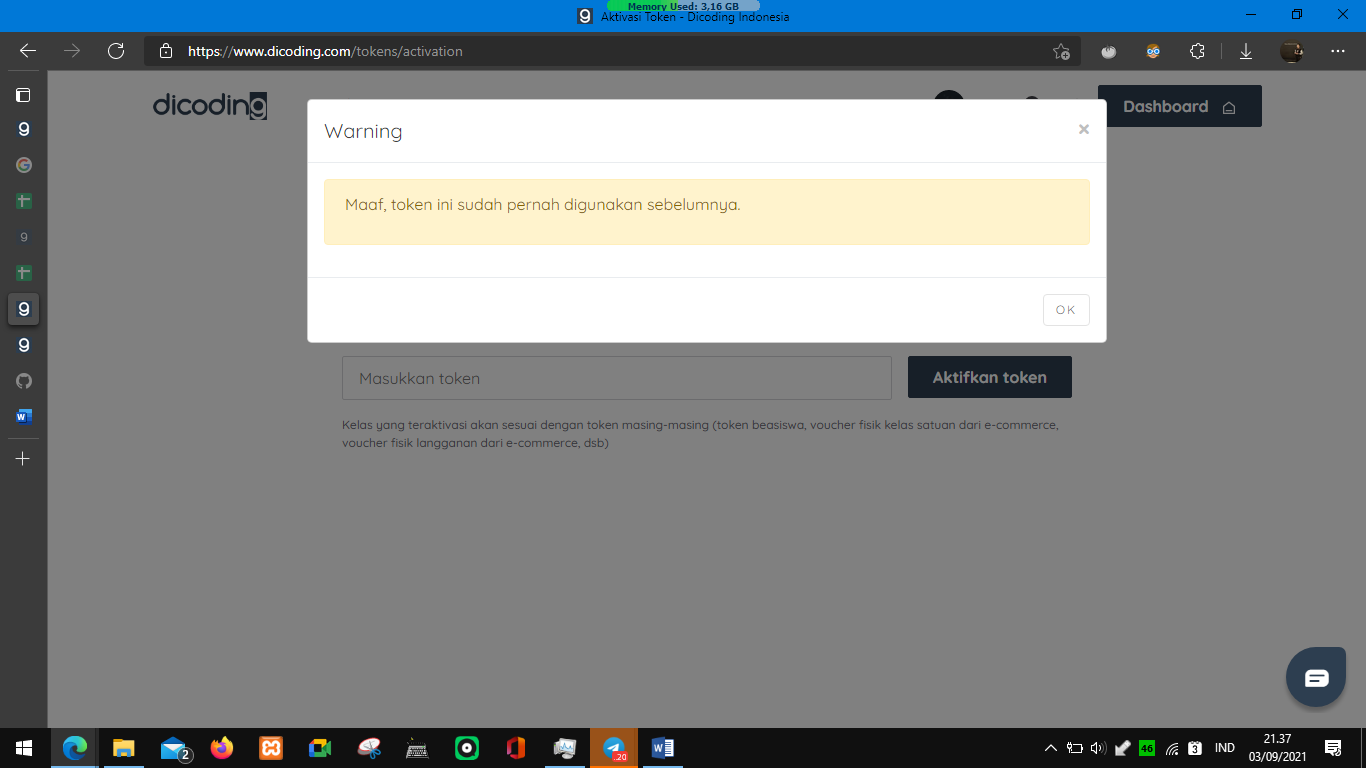 Memory Used: 3,16 GB
Aktivasi Token - Dicoding Indonesia
https://www.dicoding.com/tokens/activation
dicoding
Dashboard
Warning
×
Maaf, token ini sudah pernah digunakan sebelumnya.
OK
Masukkan token
Aktifkan token
Kelas yang teraktivasi akan sesuai dengan token masing-masing (token beasiswa, voucher fisik kelas satuan dari e-commerce,
voucher fisik langganan dari e-commerce, dsb)
2
..20
46
3
IND
21.37
03/09/2021